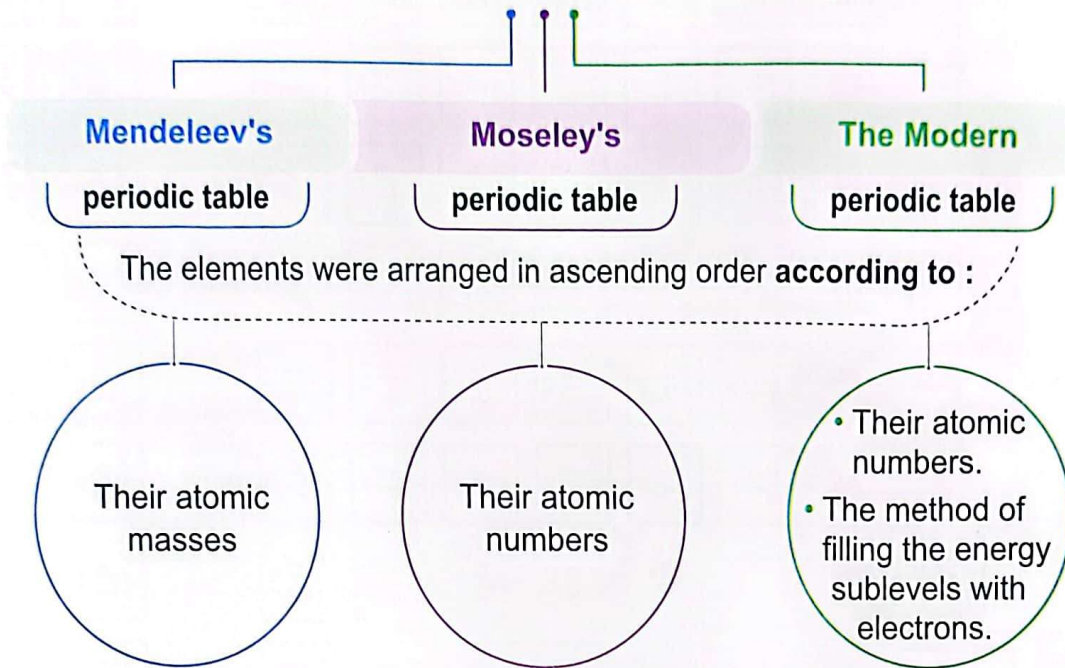 Mendeleev's
periodic table
Moseley's
periodic table
The Modern
periodic table
The elements were arranged in ascending order according to :
Their atomic
masses
Their atomic
numbers
• Their atomic
numbers.
• The method of
filling the energy
sublevels with
electrons.